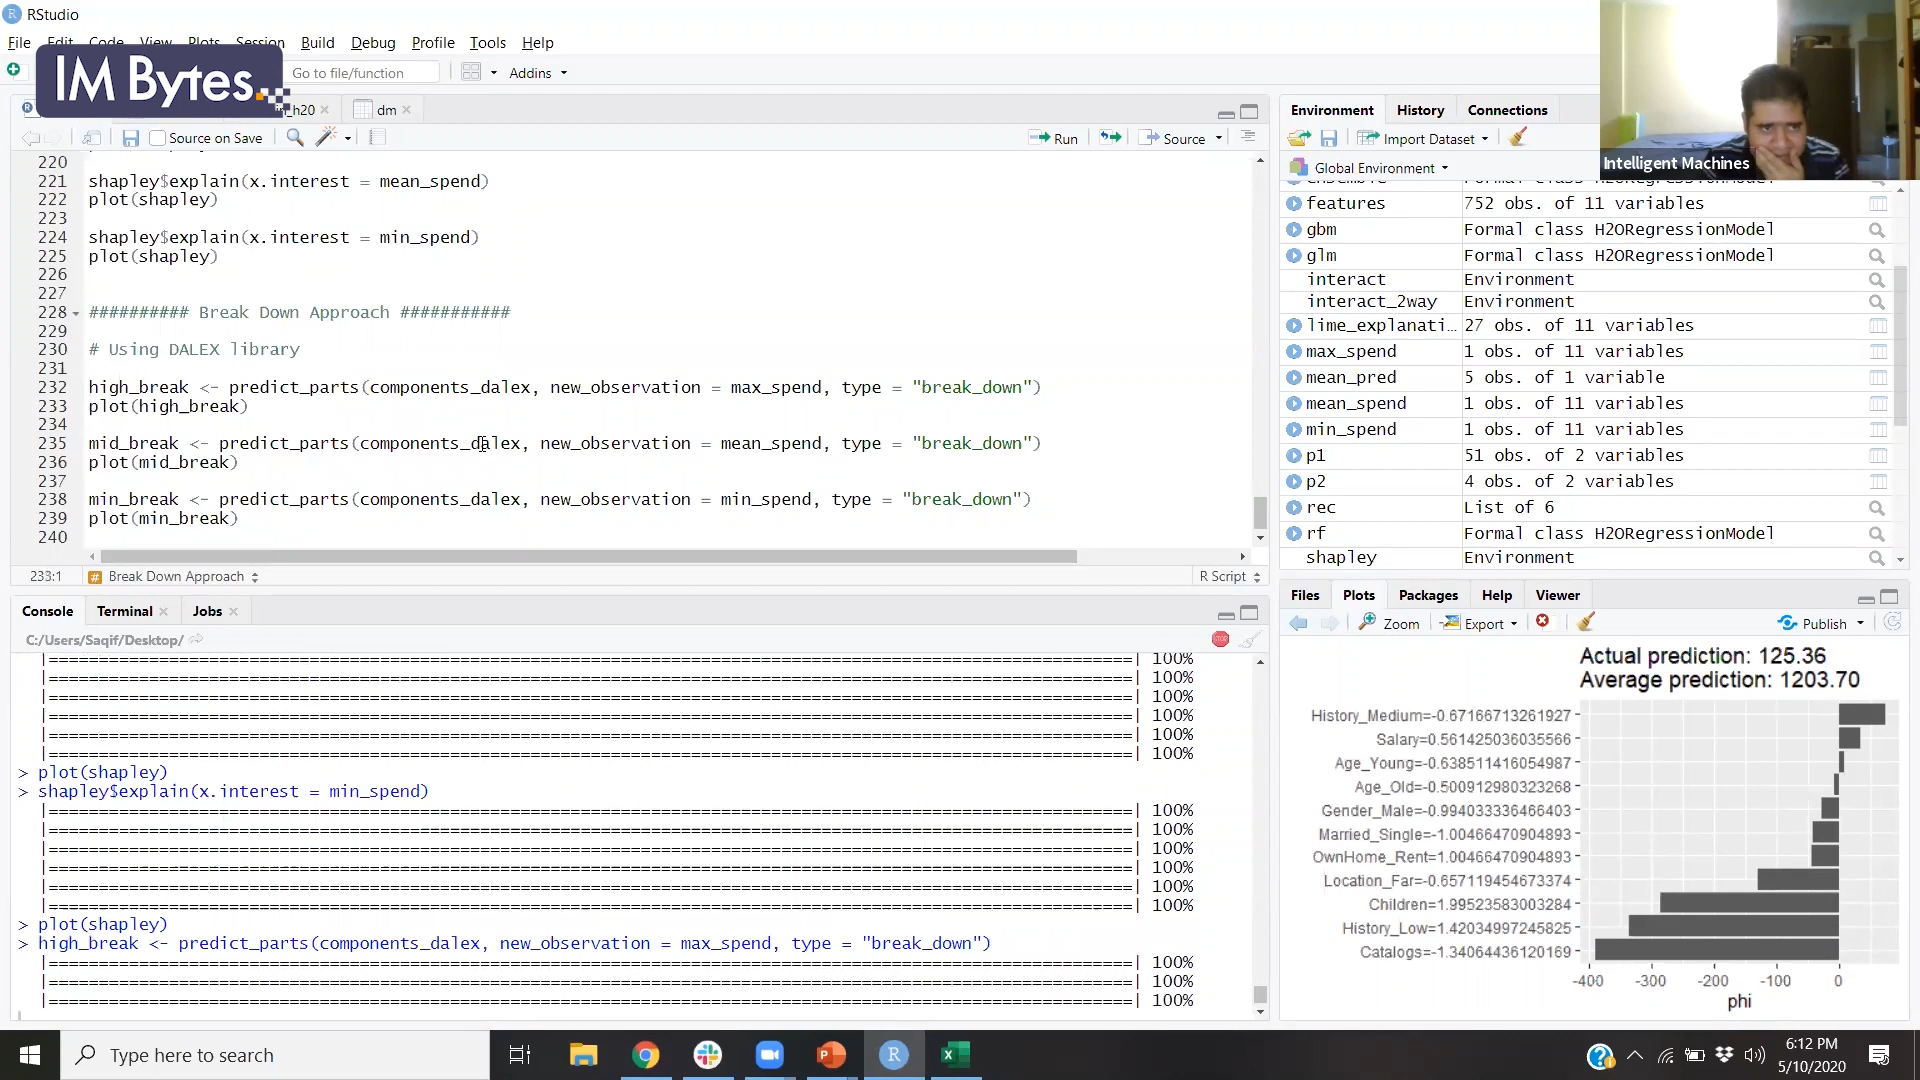 RStudio
File Edit Code View Plots Session Build Debug Profile Tools Help
IM Bytes.
Go to file/function
Addins
h20
dm
Source on Save
Run
Source
220
221 shapley$explain(x.interest = mean_spend)
222 plot(shapley)
223
224 shapley$explain(x.interest = min_spend)
225 plot(shapley)
226
227
228 ########## Break Down Approach ###########
229
230 # Using DALEX library
231
232 high_break <- predict_parts(components_dalex, new_observation = max_spend, type = "break_down")
233 plot(high_break)
234
235 mid_break <- predict_parts(components_dalex, new_observation = mean_spend, type = "break_down")
236 plot(mid_break)
237
238 min_break <- predict_parts(components_dalex, new_observation = min_spend, type = "break_down")
239 plot(min_break)
240
233:1
Break Down Approach
R Script
Console Terminal Jobs
C:/Users/Saqif/Desktop/
|==============================================================================================================| 100%
|==============================================================================================================| 100%
|==============================================================================================================| 100%
|==============================================================================================================| 100%
|==============================================================================================================| 100%
|==============================================================================================================| 100%
> plot(shapley)
> shapley$explain(x.interest = min_spend)
|==============================================================================================================| 100%
|==============================================================================================================| 100%
|==============================================================================================================| 100%
|==============================================================================================================| 100%
|==============================================================================================================| 100%
|==============================================================================================================| 100%
> plot(shapley)
> high_break <- predict_parts(components_dalex, new_observation = max_spend, type = "break_down")
|==============================================================================================================| 100%
|==============================================================================================================| 100%
|==============================================================================================================| 100%
Environment History Connections
Import Dataset
Global Environment
Intelligent Machines
features 752 obs. of 11 variables
gbm Formal class H2ORegressionModel
glm Formal class H2ORegressionModel
interact Environment
interact_2way Environment
lime_explanati… 27 obs. of 11 variables
max_spend 1 obs. of 11 variables
mean_pred 5 obs. of 1 variable
mean_spend 1 obs. of 11 variables
min_spend 1 obs. of 11 variables
p1 51 obs. of 2 variables
p2 4 obs. of 2 variables
rec List of 6
rf Formal class H2ORegressionModel
shapley Environment
Files Plots Packages Help Viewer
Zoom Export Publish
Actual prediction: 125.36
Average prediction: 1203.70
History_Medium=-0.67166713261927
Salary=0.561425036035566
Age_Young=-0.638511416054987
Age_Old=-0.500912980323268
Gender_Male=-0.994033336466403
Married_Single=-1.00466470904893
OwnHome_Rent=1.00466470904893
Location_Far=-0.657119454673374
Children=1.99523583003284
History_Low=1.42034997245825
Catalogs=-1.34064436120169
-400 -300 -200 -100 0
phi
Type here to search
6:12 PM
5/10/2020